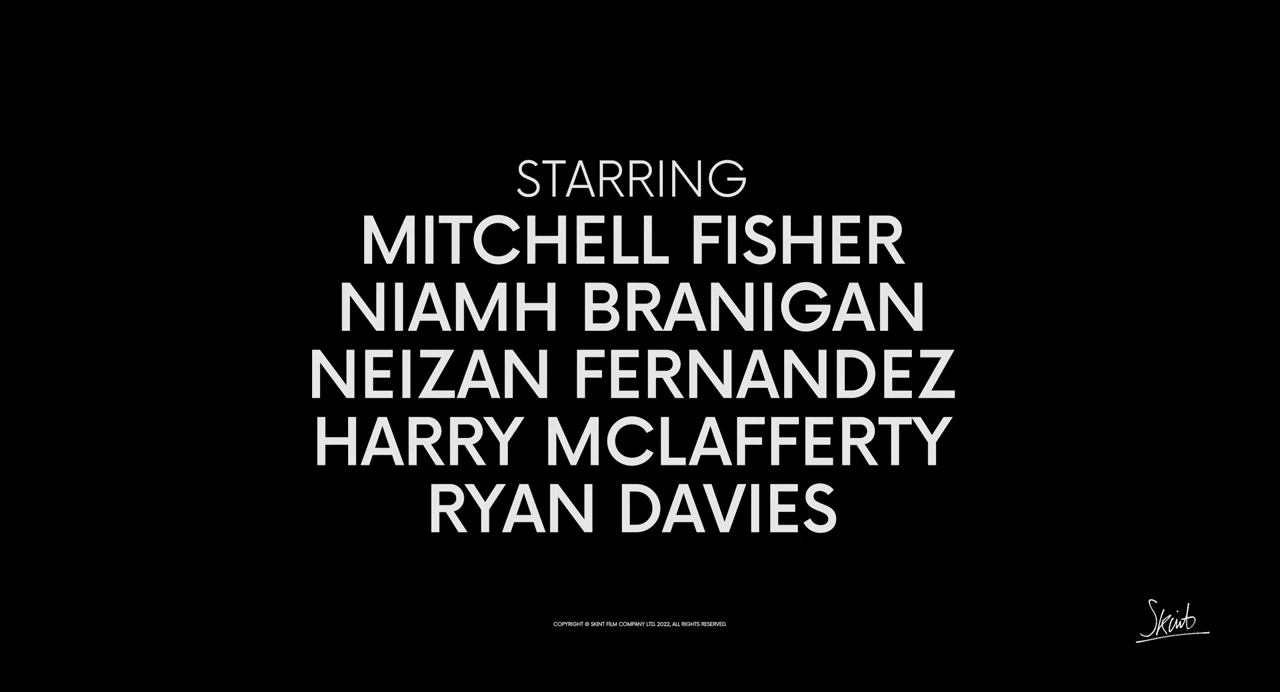 STARRING
MITCHELL FISHER
NIAMH BRANIGAN
NEIZAN FERNANDEZ
HARRY MCLAFFERTY
RYAN DAVIES
COPYRIGHT © SKINT FILM COMPANY LTD. 2022, ALL RIGHTS RESERVED.
Skint